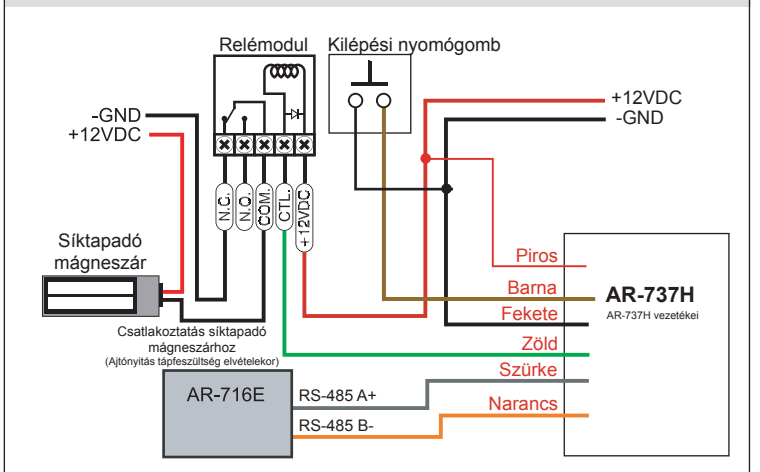 Relémodul
Kilépési nyomógomb
-GND
+12VDC
+12VDC
-GND
N.C.
N.O.
COM.
CTL.
+12VDC
Síktapadó
mágneszár
Csatlakoztatás síktapadó
mágneszárhoz
(Ajtónyitás tápfeszültség elvételekor)
Piros
Barna
Fekete
Zöld
Szürke
Narancs
AR-737H
AR-737H vezetékei
AR-716E
RS-485 A+
RS-485 B-